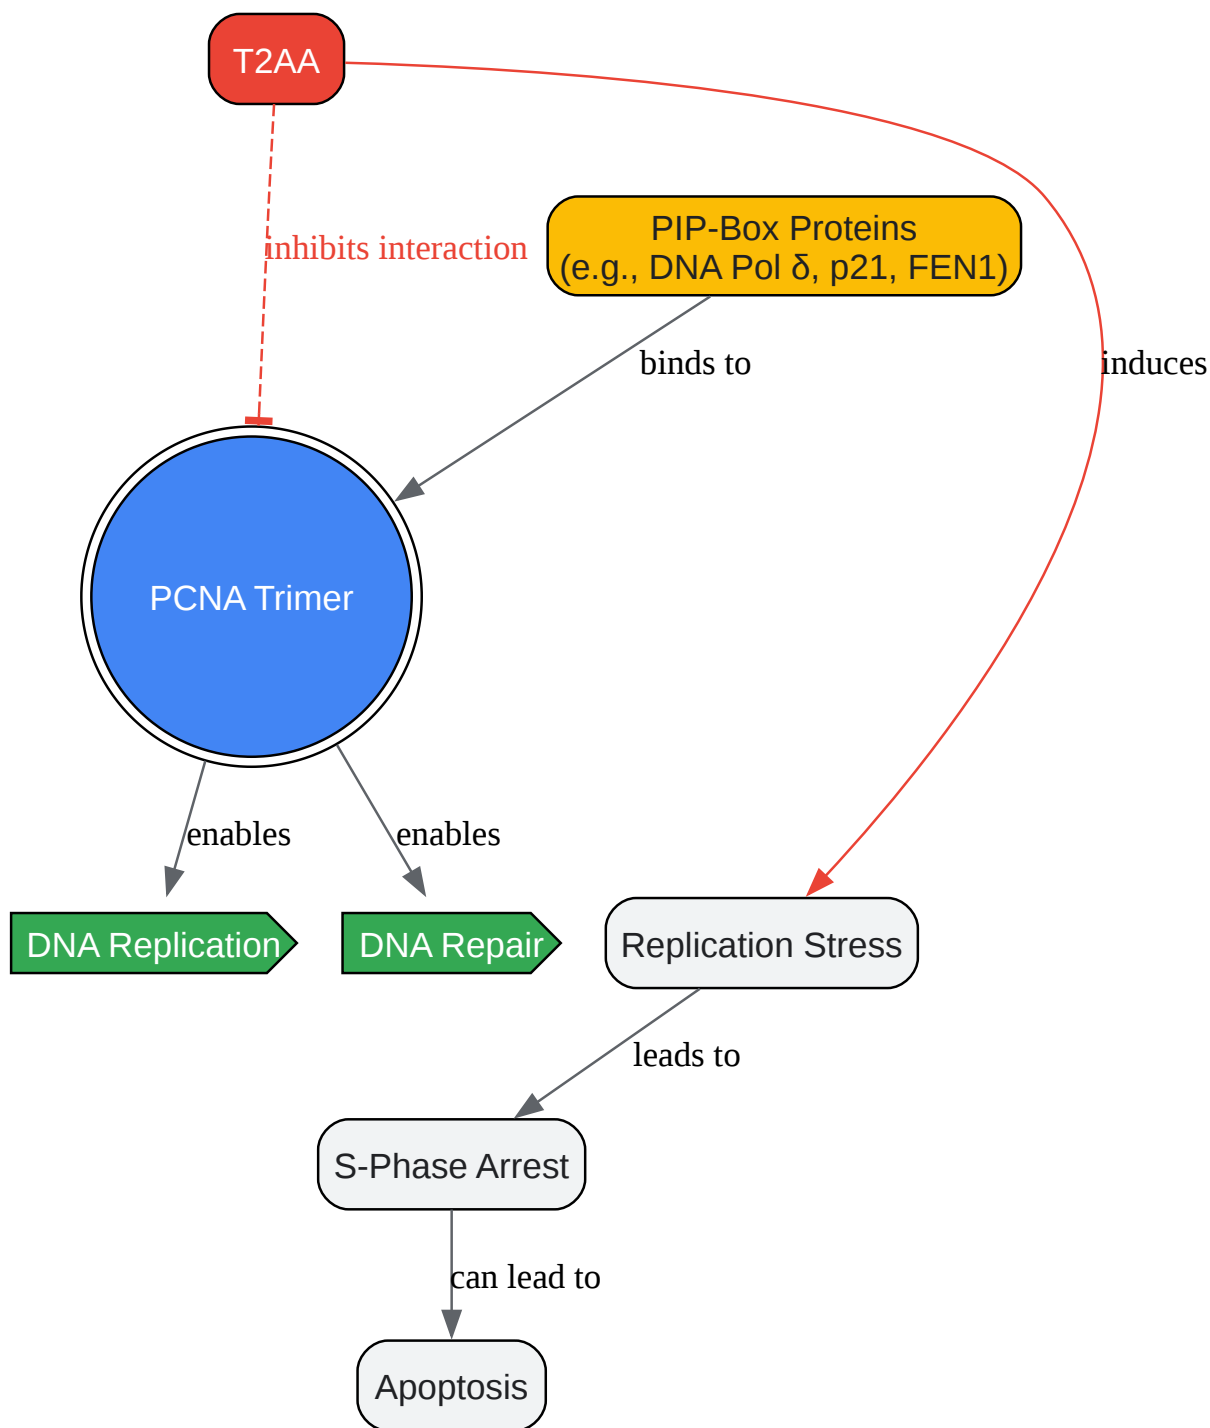 T2AA
inhibits interaction
PIP-Box Proteins
(e.g., DNA Pol δ, p21, FEN1)
binds to
induces
PCNA Trimer
enables
enables
DNA Replication
DNA Repair
Replication Stress
leads to
S-Phase Arrest
can lead to
Apoptosis